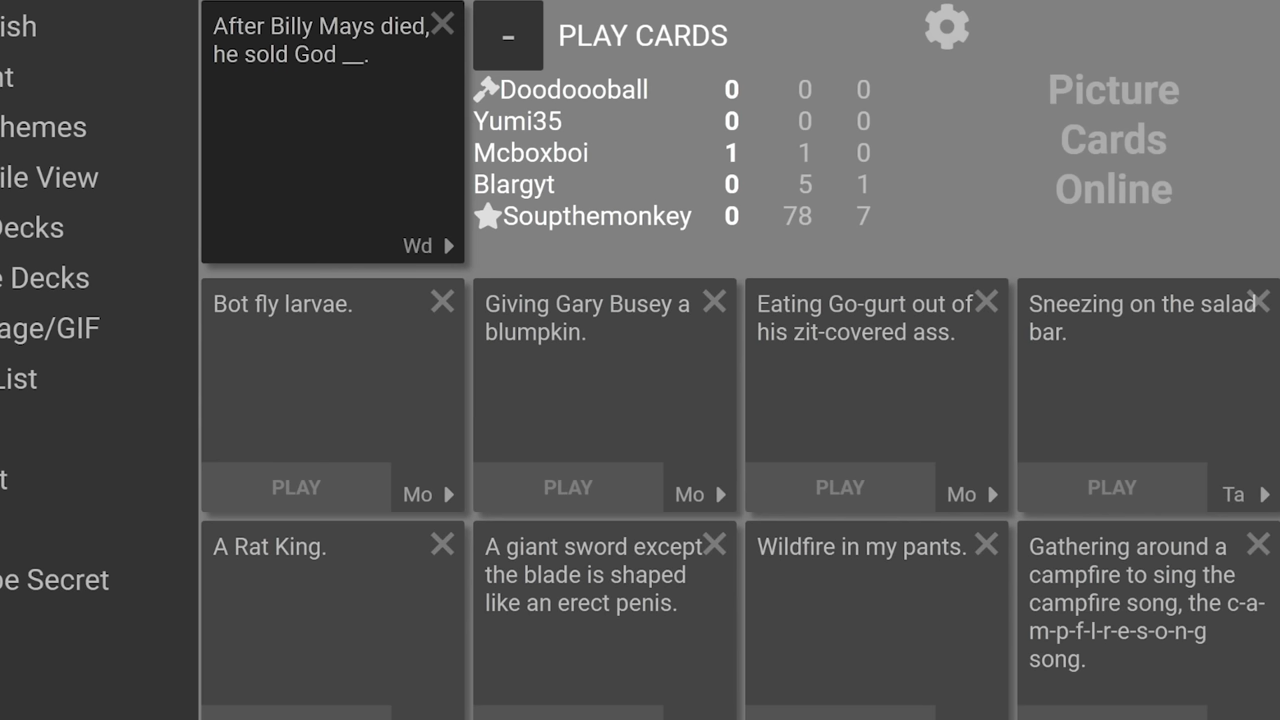 ish
nt
hemes
ile View
Decks
e Decks
age/GIF
List
t
pe Secret
After Billy Mays died,
he sold God __.
Wd
-
PLAY CARDS
Doodoooball 0 0 0
Yumi35 0 0 0
Mcboxboi 1 1 0
Blargyt 0 5 1
Soupthemonkey 0 78 7
Picture
Cards
Online
Bot fly larvae.
PLAY
Mo
Giving Gary Busey a
blumpkin.
PLAY
Mo
Eating Go-gurt out of
his zit-covered ass.
PLAY
Mo
Sneezing on the salad
bar.
PLAY
Ta
A Rat King.
A giant sword except
the blade is shaped
like an erect penis.
Wildfire in my pants.
Gathering around a
campfire to sing the
campfire song, the c-a-
m-p-f-I-r-e-s-o-n-g
song.